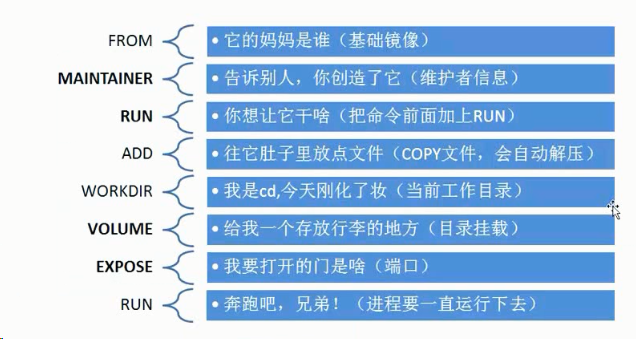 FROM • 它的妈妈是谁（基础镜像）
MAINTAINER • 告诉别人，你创造了它（维护者信息）
RUN • 你想让它干啥（把命令前面加上RUN）
ADD • 往它肚子里放点文件（COPY文件，会自动解压）
WORKDIR • 我是cd,今天刚化了妆（当前工作目录）
VOLUME • 给我一个存放行李的地方（目录挂载）
EXPOSE • 我要打开的门是啥（端口）
RUN • 奔跑吧，兄弟！（进程要一直运行下去）